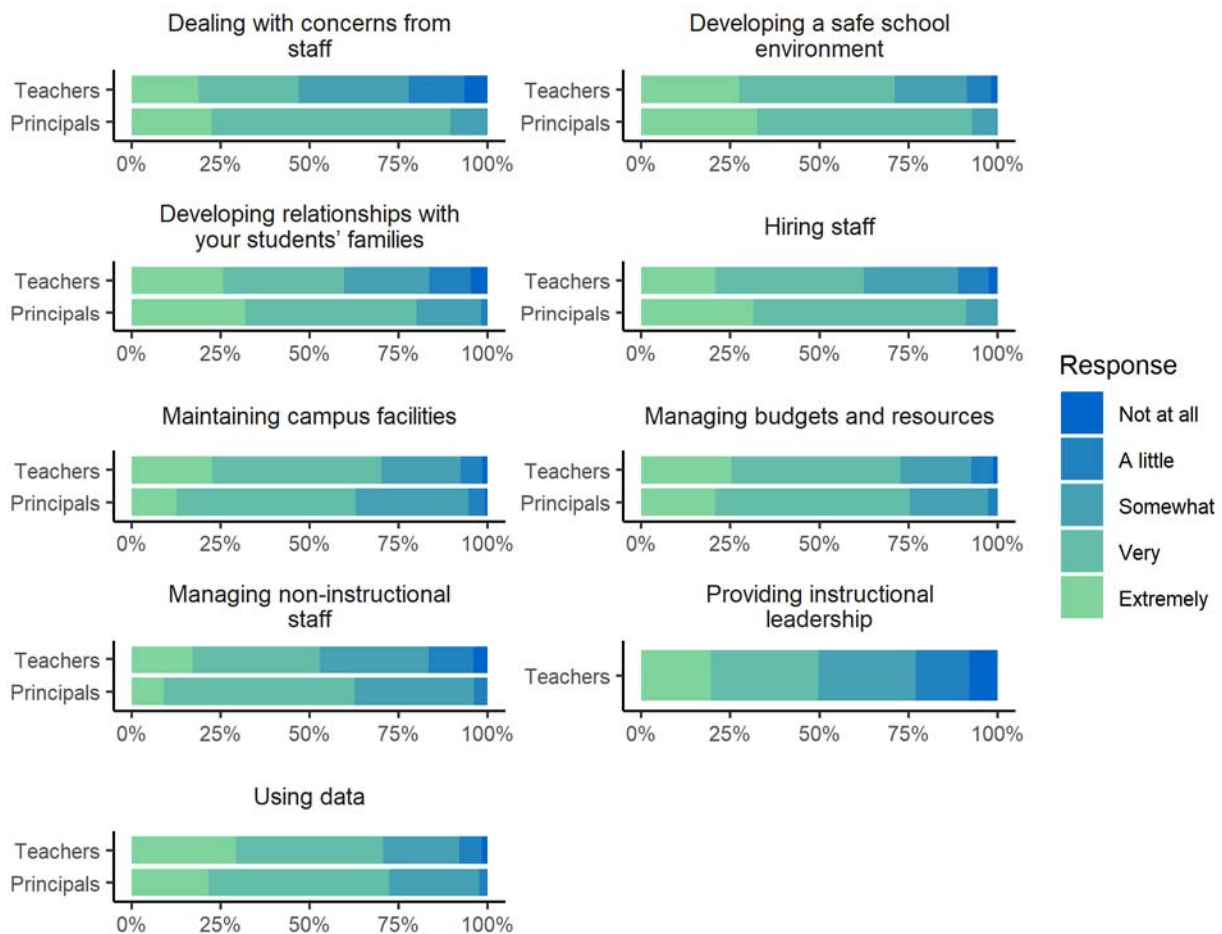 Dealing with concerns from
staff
Teachers
Principals
0% 25% 50% 75% 100%
Developing a safe school
environment
Teachers
Principals
0% 25% 50% 75% 100%
Developing relationships with
your students’ families
Teachers
Principals
0% 25% 50% 75% 100%
Hiring staff
Teachers
Principals
0% 25% 50% 75% 100%
Maintaining campus facilities
Teachers
Principals
0% 25% 50% 75% 100%
Managing budgets and resources
Teachers
Principals
0% 25% 50% 75% 100%
Managing non-instructional
staff
Teachers
Principals
0% 25% 50% 75% 100%
Providing instructional
leadership
Teachers
0% 25% 50% 75% 100%
Using data
Teachers
Principals
0% 25% 50% 75% 100%
Response
Not at all
A little
Somewhat
Very
Extremely